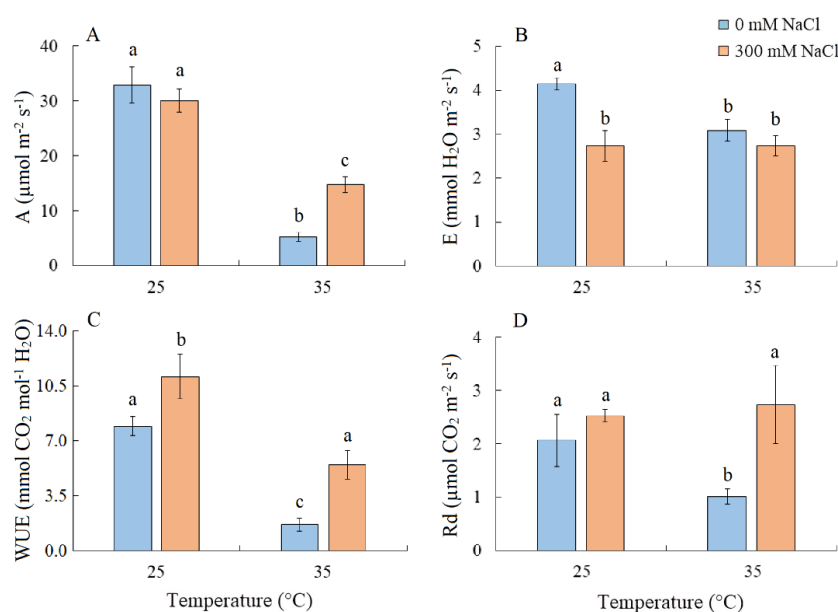 A
A (µmol m⁻² s⁻¹)
40
30
20
10
0
a
a
b
c
25
35
B
0 mM NaCl
300 mM NaCl
E (mmol H₂O m⁻² s⁻¹)
5
4
3
2
1
0
a
b
b
b
25
35
C
WUE (mmol CO₂ mol⁻¹ H₂O)
14.0
10.5
7.0
3.5
0.0
a
b
c
a
25
35
Temperature (°C)
D
Rd (µmol CO₂ m⁻² s⁻¹)
4
3
2
1
0
a
a
b
a
25
35
Temperature (°C)